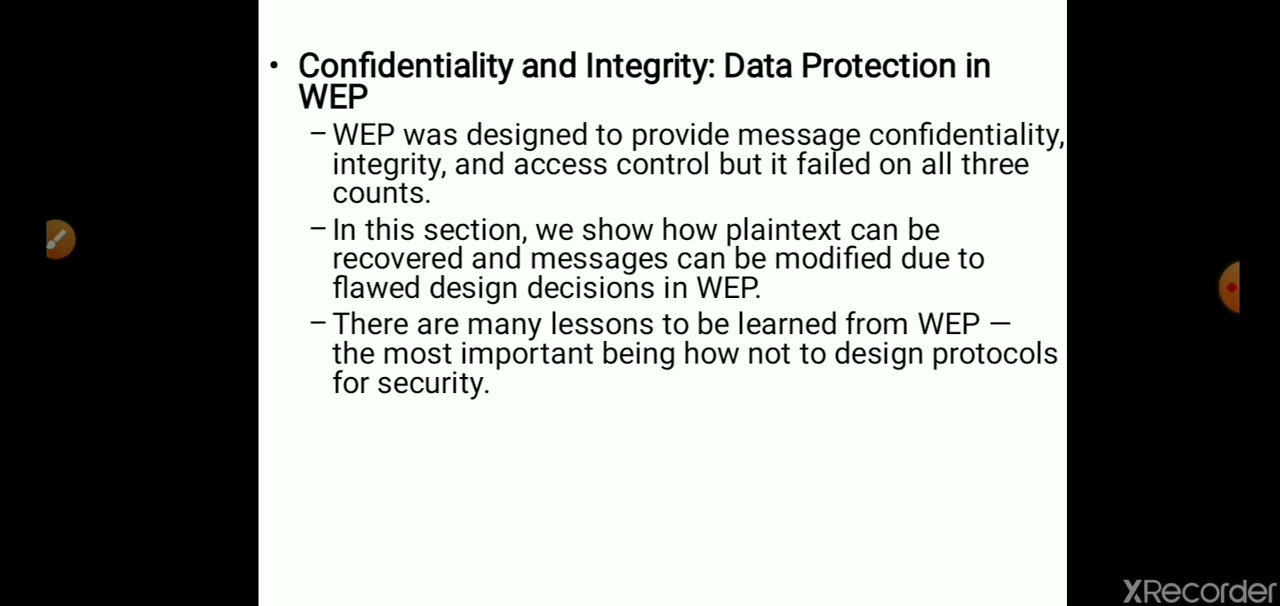 • Confidentiality and Integrity: Data Protection in
WEP
– WEP was designed to provide message confidentiality,
integrity, and access control but it failed on all three
counts.
– In this section, we show how plaintext can be
recovered and messages can be modified due to
flawed design decisions in WEP.
– There are many lessons to be learned from WEP —
the most important being how not to design protocols
for security.
XRecorder